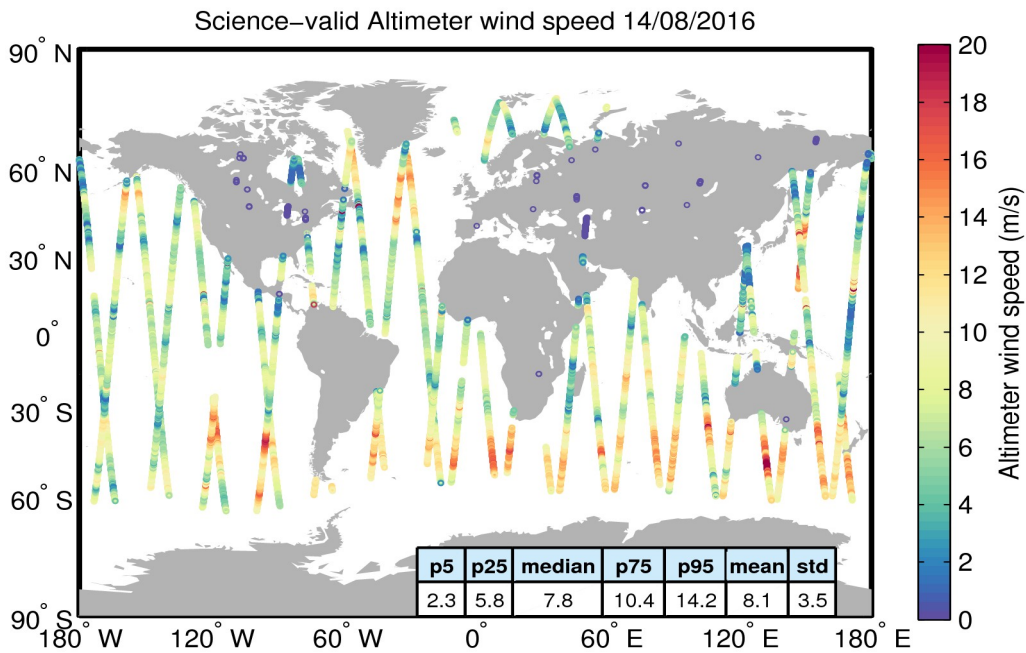 Science−valid Altimeter wind speed 14/08/2016
90° N
60° N
30° N
0°
30° S
60° S
90° S
180° W
120° W
60° W
0°
60° E
120° E
180° E
p5 p25 median p75 p95 mean std
2.3 5.8 7.8 10.4 14.2 8.1 3.5
20
18
16
14
12
10
8
6
4
2
0
Altimeter wind speed (m/s)